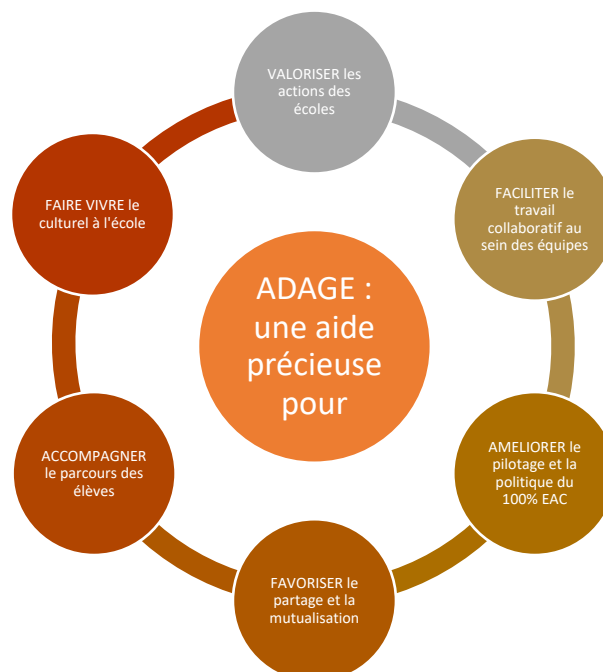 VALORISER les
actions des
écoles
FACILITER le
travail
collaboratif au
sein des équipes
AMELIORER le
pilotage et la
politique du
100% EAC
FAVORISER le
partage et la
mutualisation
ACCOMPAGNER
le parcours des
élèves
FAIRE VIVRE le
culturel à l'école
ADAGE :
une aide
précieuse
pour